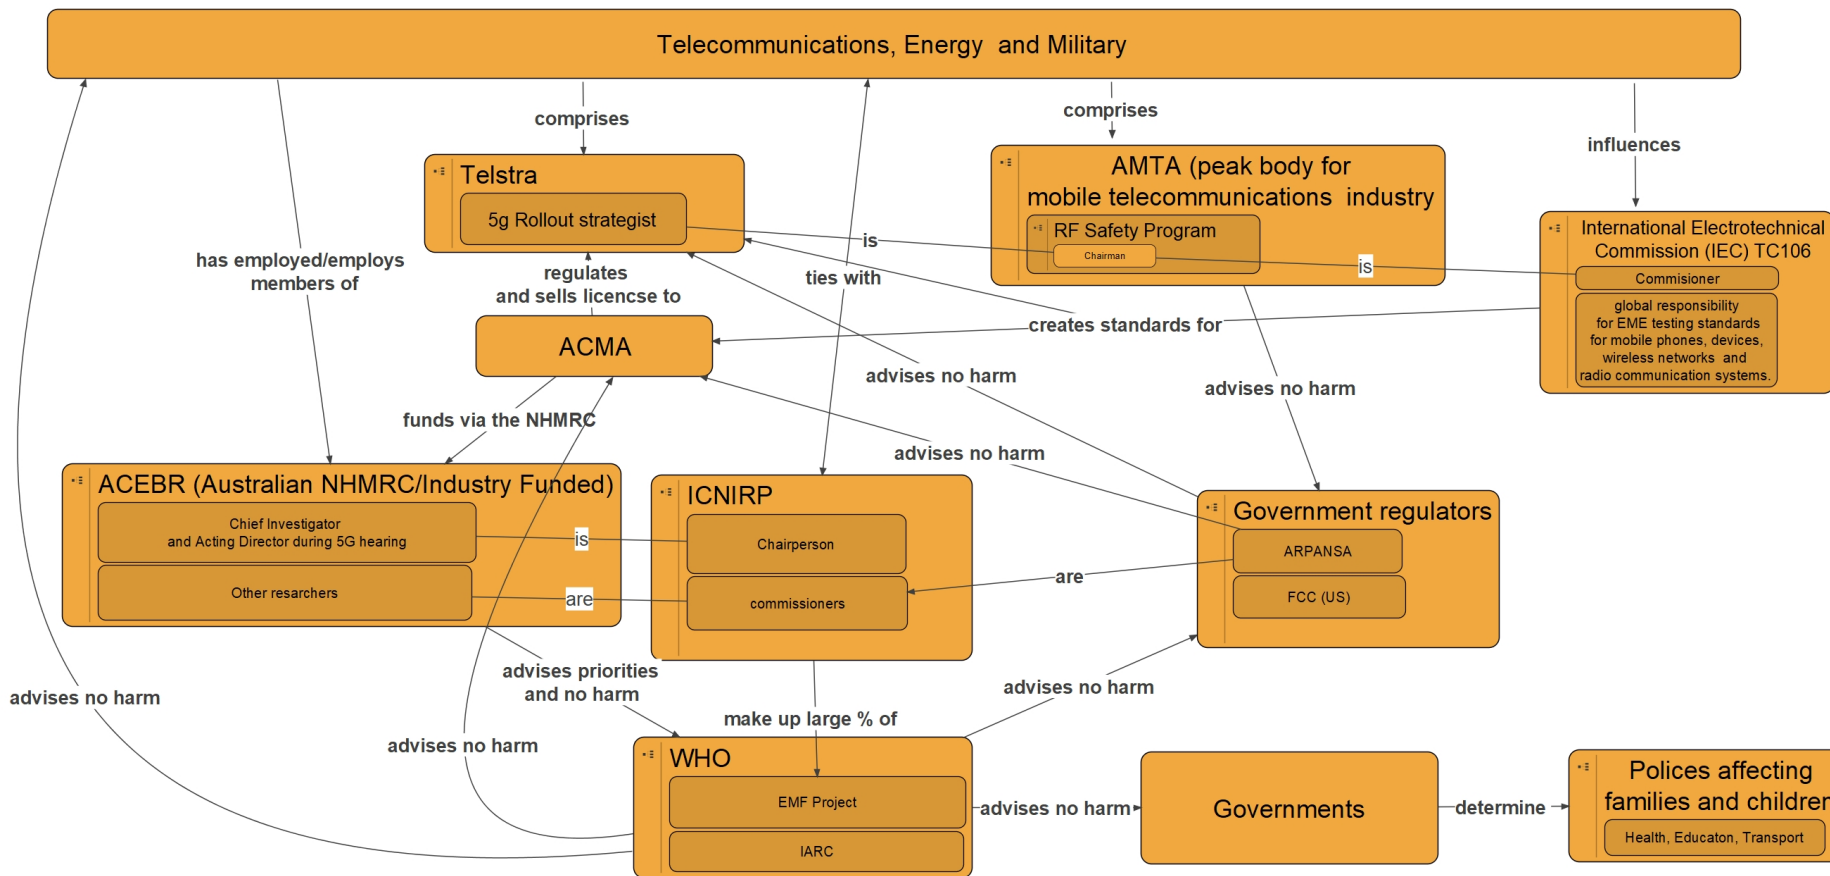 Telecommunications, Energy  and Military
comprises
comprises
influences
Telstra
5g Rollout strategist
AMTA (peak body for
mobile telecommunications  industry
RF Safety Program
Chairman
International Electrotechnical
Commission (IEC) TC106
Commisioner
global responsibility
for EME testing standards
for mobile phones, devices,
wireless networks  and
radio communication systems.
is
is
has employed/employs
members of
regulates
and sells licencse to
ties with
creates standards for
ACMA
advises no harm
advises no harm
funds via the NHMRC
advises no harm
ACEBR (Australian NHMRC/Industry Funded)
Chief Investigator
and Acting Director during 5G hearing
Other resarchers
is
are
ICNIRP
Chairperson
commissioners
are
Government regulators
ARPANSA
FCC (US)
advises priorities
and no harm
advises no harm
advises no harm
make up large % of
advises no harm
WHO
EMF Project
IARC
advises no harm
Governments
determine
Polices affecting
families and children
Health, Educaton, Transport